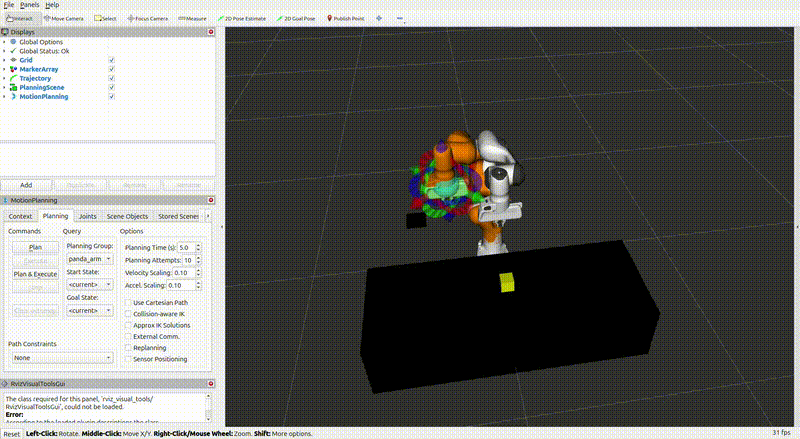 File Panels Help
Interact Move Camera Select Focus Camera Measure 2D Pose Estimate 2D Goal Pose Publish Point
Displays
Global Options
Global Status: Ok
Grid
MarkerArray
Trajectory
PlanningScene
MotionPlanning
Add
MotionPlanning
Context Planning Joints Scene Objects Stored Scenes
Commands Query Options
Plan Planning Group: Planning Time (s): 5.0
panda_arm Planning Attempts: 10
Plan & Execute Start State: Velocity Scaling: 0.10
<current> Accel. Scaling: 0.10
Goal State: Use Cartesian Path
<current> Collision-aware IK
Approx IK Solutions
External Comm.
Path Constraints Replanning
None Sensor Positioning
RvizVisualToolsGui
The class required for this panel, 'rviz_visual_tools/
RvizVisualToolsGui', could not be loaded.
Error:
According to the loaded plugin descriptions the class
Reset Left-Click: Rotate. Middle-Click: Move X/Y. Right-Click/Mouse Wheel: Zoom. Shift: More options. 31 fps